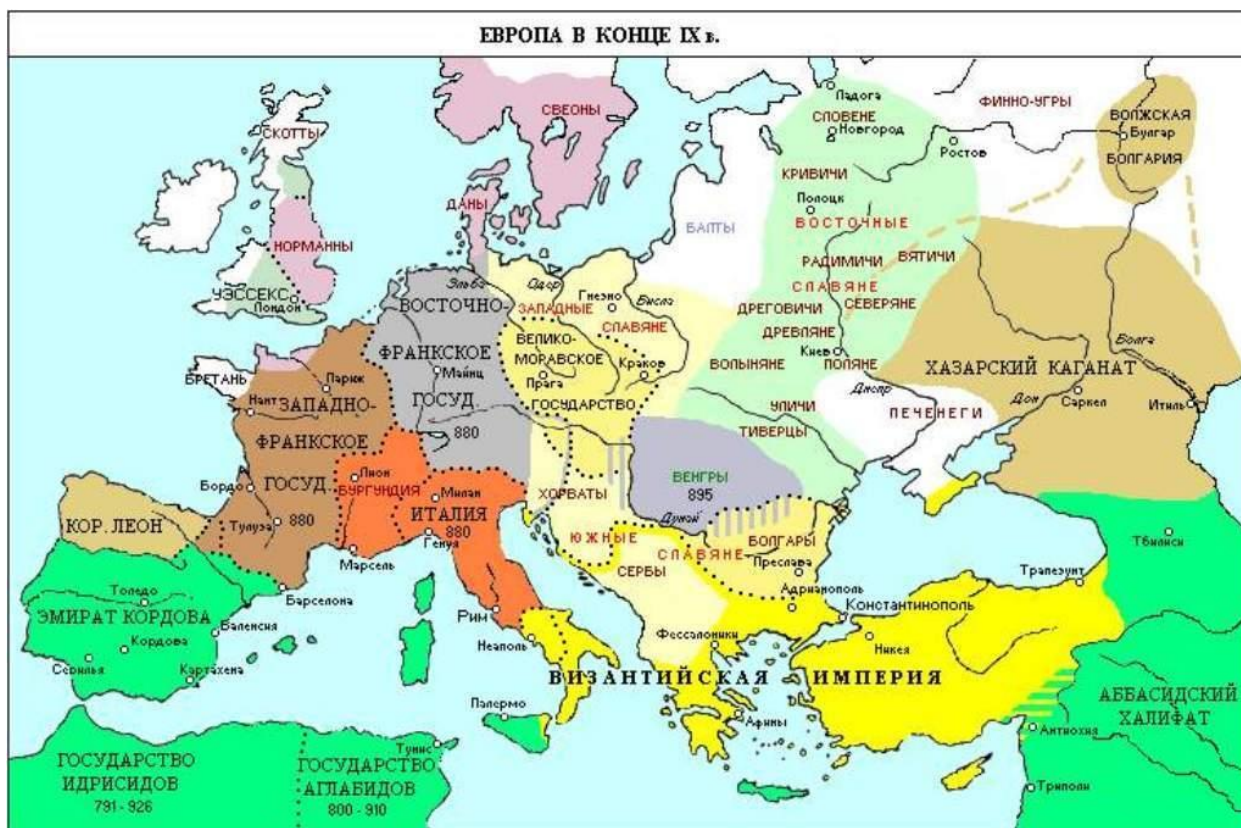 ЕВРОПА В КОНЦЕ IX в.
СКОТТЫ
НОРМАННЫ
УЭССЕКС
Лондон
СВЕОНЫ
ДАНЫ
Ладога
СЛОВЕНЕ
Новгород
ФИННО-УГРЫ
Ростов
ВОЛЖСКАЯ
Булгар
БОЛГАРИЯ
КРИВИЧИ
Полоцк
БАЛТЫ
ВОСТОЧНЫЕ
РАДИМИЧИ
ВЯТИЧИ
СЛАВЯНЕ
СЕВЕРЯНЕ
ДРЕГОВИЧИ
ДРЕВЛЯНЕ
Киев
ПОЛЯНЕ
ВОЛЫНЯНЕ
УЛИЧИ
ТИВЕРЦЫ
Днепр
ПЕЧЕНЕГИ
ХАЗАРСКИЙ КАГАНАТ
Волга
Дон
Саркел
Итиль
Эльба
Одер
Гнезно
Висла
ЗАПАДНЫЕ
СЛАВЯНЕ
ВЕЛИКО-
МОРАВСКОЕ
Краков
Прага
ГОСУДАРСТВО
ВОСТОЧНО-
ФРАНКСКОЕ
Майнц
ГОСУД.
880
БРЕТАНЬ
Париж
Нант
ЗАПАДНО-
ФРАНКСКОЕ
ГОСУД.
880
Бордо
Тулуза
Лион
БУРГУНДИЯ
Милан
ИТАЛИЯ
880
Генуя
Марсель
Рим
Неаполь
ХОРВАТЫ
ВЕНГРЫ
895
Дунай
ЮЖНЫЕ
СЛАВЯНЕ
СЕРБЫ
БОЛГАРЫ
Преслава
Адрианополь
Константинополь
Фессалоники
Никея
Трапезунт
Тбилиси
ВИЗАНТИЙСКАЯ ИМПЕРИЯ
Афины
АББАСИДСКИЙ
ХАЛИФАТ
Антиохия
Триполи
КОР. ЛЕОН
Толедо
ЭМИРАТ КОРДОВА
Барселона
Валенсия
Кордова
Севилья
Картахена
Палермо
Тунис
ГОСУДАРСТВО
ИДРИСИДОВ
791 - 926
ГОСУДАРСТВО
АГЛАБИДОВ
800 - 910